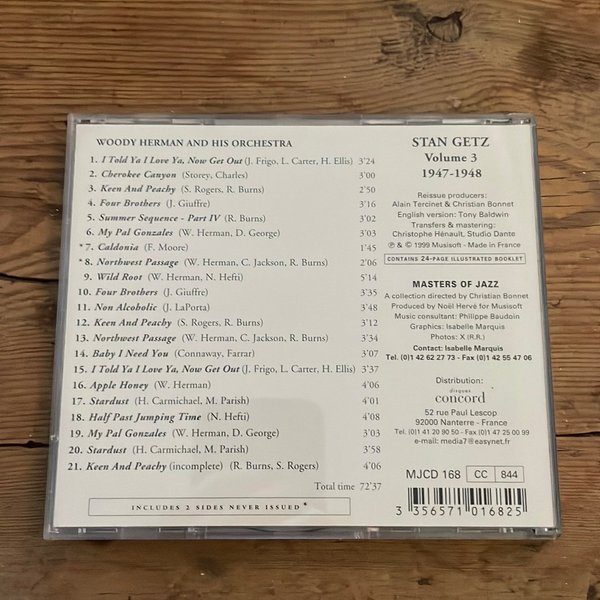 WOODY HERMAN AND HIS ORCHESTRA
1. I Told Ya I Love Ya, Now Get Out (J. Frigo, L. Carter, H. Ellis) 3'24
2. Cherokee Canyon (Storey, Charles) 3'00
3. Keen And Peachy (S. Rogers, R. Burns) 2'50
4. Four Brothers (J. Giuffre) 3'16
5. Summer Sequence - Part IV (R. Burns) 3'02
6. My Pal Gonzales (W. Herman, D. George) 3'03
*7. Caldonia (F. Moore) 1'45
*8. Northwest Passage (W. Herman, C. Jackson, R. Burns) 2'06
9. Wild Root (W. Herman, N. Hefti) 5'14
10. Four Brothers (J. Giuffre) 3'35
11. Non Alcoholic (J. LaPorta) 3'48
12. Keen And Peachy (S. Rogers, R. Burns) 3'12
13. Northwest Passage (W. Herman, C. Jackson, R. Burns) 3'34
14. Baby I Need You (Connaway, Farrar) 3'07
15. I Told Ya I Love Ya, Now Get Out (J. Frigo, L. Carter, H. Ellis) 3'37
16. Apple Honey (W. Herman) 4'06
17. Stardust (H. Carmichael, M. Parish) 4'01
18. Half Past Jumping Time (N. Hefti) 4'08
19. My Pal Gonzales (W. Herman, D. George) 3'03
20. Stardust (H. Carmichael, M. Parish) 3'58
21. Keen And Peachy (incomplete) (R. Burns, S. Rogers) 4'06
Total time 72'37
INCLUDES 2 SIDES NEVER ISSUED *
STAN GETZ
Volume 3
1947-1948
Reissue producers:
Alain Tercinet & Christian Bonnet
English version: Tony Baldwin
Transfers & mastering:
Christophe Hénault, Studio Dante
℗ & © 1999 Musisoft - Made in France
CONTAINS 24-PAGE ILLUSTRATED BOOKLET
MASTERS OF JAZZ
A collection directed by Christian Bonnet
Produced by Noël Hervé for Musisoft
Music consultant: Philippe Baudoin
Graphics: Isabelle Marquis
Photos: X (R.R.)
Contact: Isabelle Marquis
Tel. (0)1 42 62 27 73 - Fax (0)1 42 55 47 06
Distribution:
disques
concord
52 rue Paul Lescop
92000 Nanterre - France
Tel. (0)1 41 20 90 50 - Fax (0)1 47 25 00 99
e-mail: media7@easynet.fr
MJCD 168 CC 844
3 356571 016825